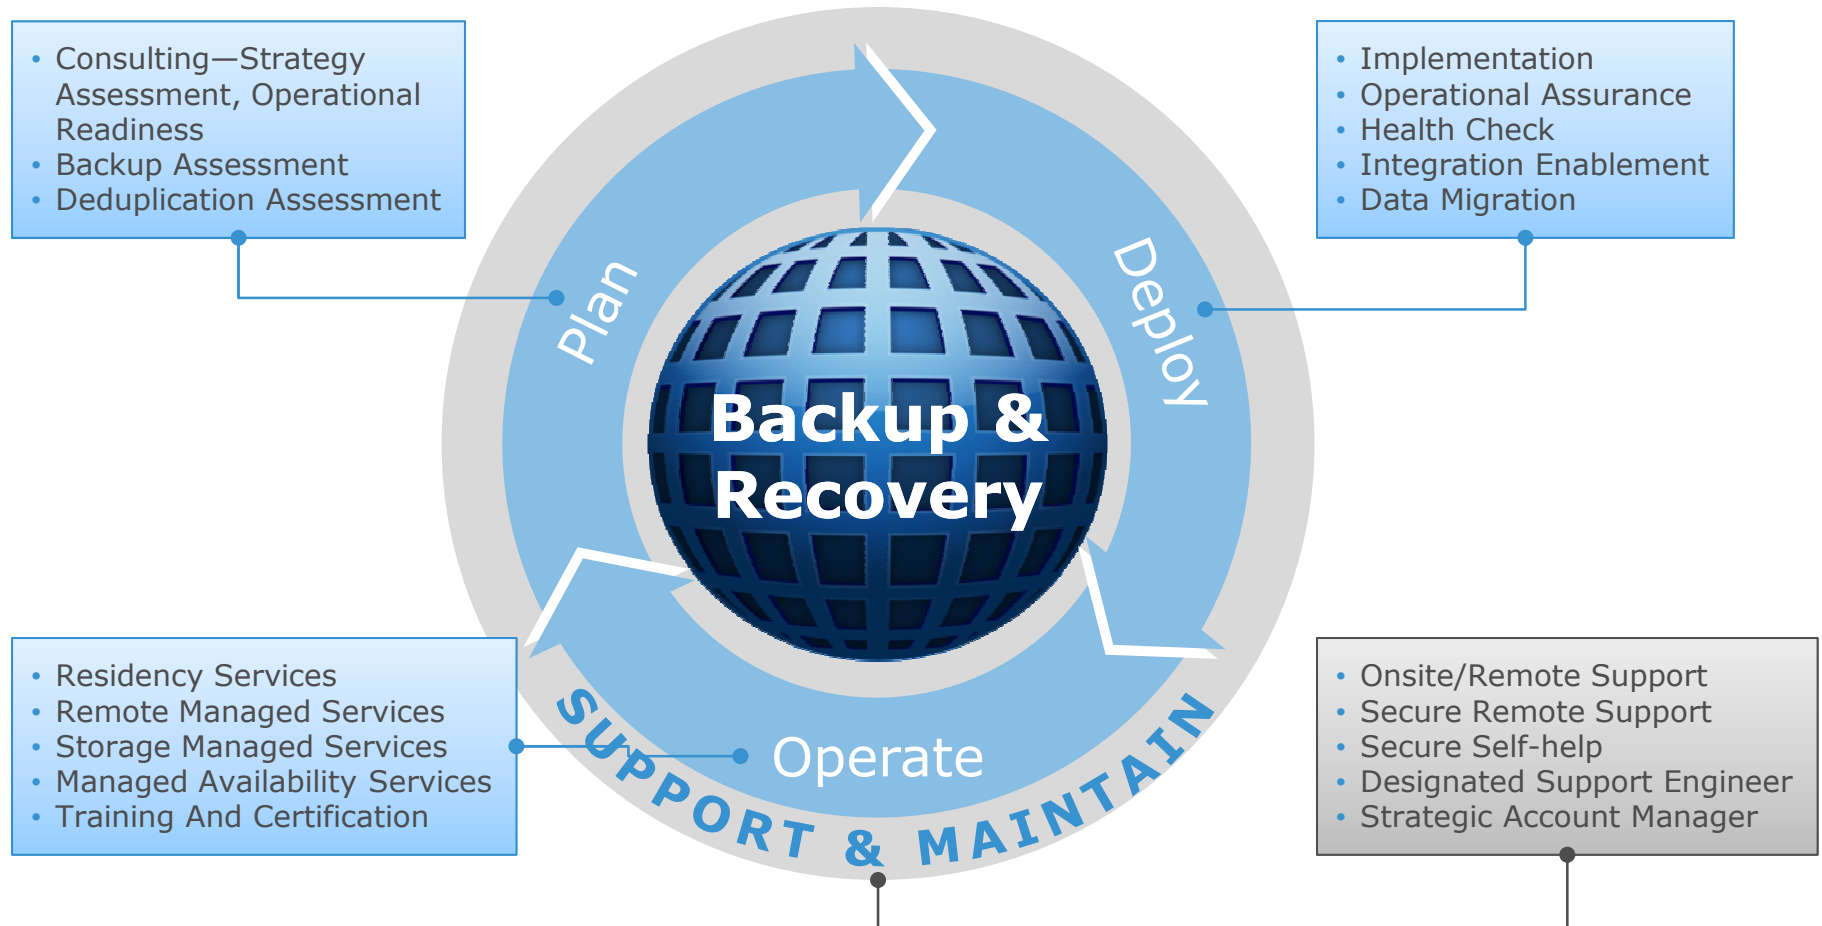 • Consulting—Strategy
Assessment, Operational
Readiness
• Backup Assessment
• Deduplication Assessment
• Implementation
• Operational Assurance
• Health Check
• Integration Enablement
• Data Migration
Plan
Deploy
Backup &
Recovery
• Residency Services
• Remote Managed Services
• Storage Managed Services
• Managed Availability Services
• Training And Certification
Operate
SUPPORT & MAINTAIN
• Onsite/Remote Support
• Secure Remote Support
• Secure Self-help
• Designated Support Engineer
• Strategic Account Manager